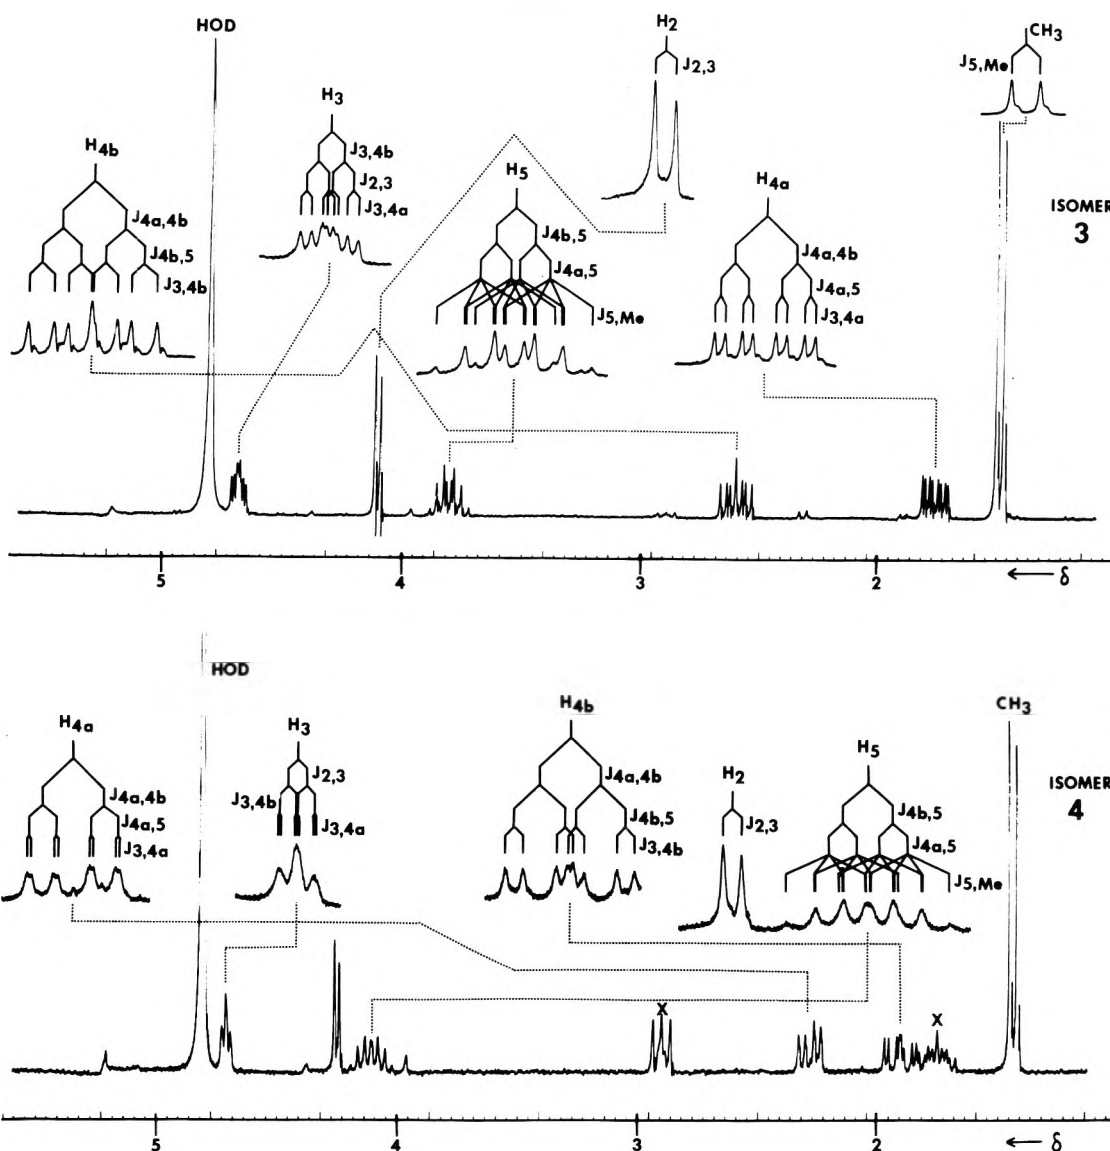 HOD
H2
J2,3
CH3
J5,Me
H3
J3,4b
J2,3
J3,4a
H4b
J4a,4b
J4b,5
J3,4b
H5
J4b,5
J4a,5
J5,Me
H4a
J4a,4b
J4a,5
J3,4a
ISOMER
3
5 4 3 2 ← δ
HOD
H4a
J4a,4b
J4a,5
J3,4a
H3
J2,3
J3,4b
J3,4a
H4b
J4a,4b
J4b,5
J3,4b
H2
J2,3
H5
J4b,5
J4a,5
J5,Me
CH3
ISOMER
4
X
X
5 4 3 2 ← δ